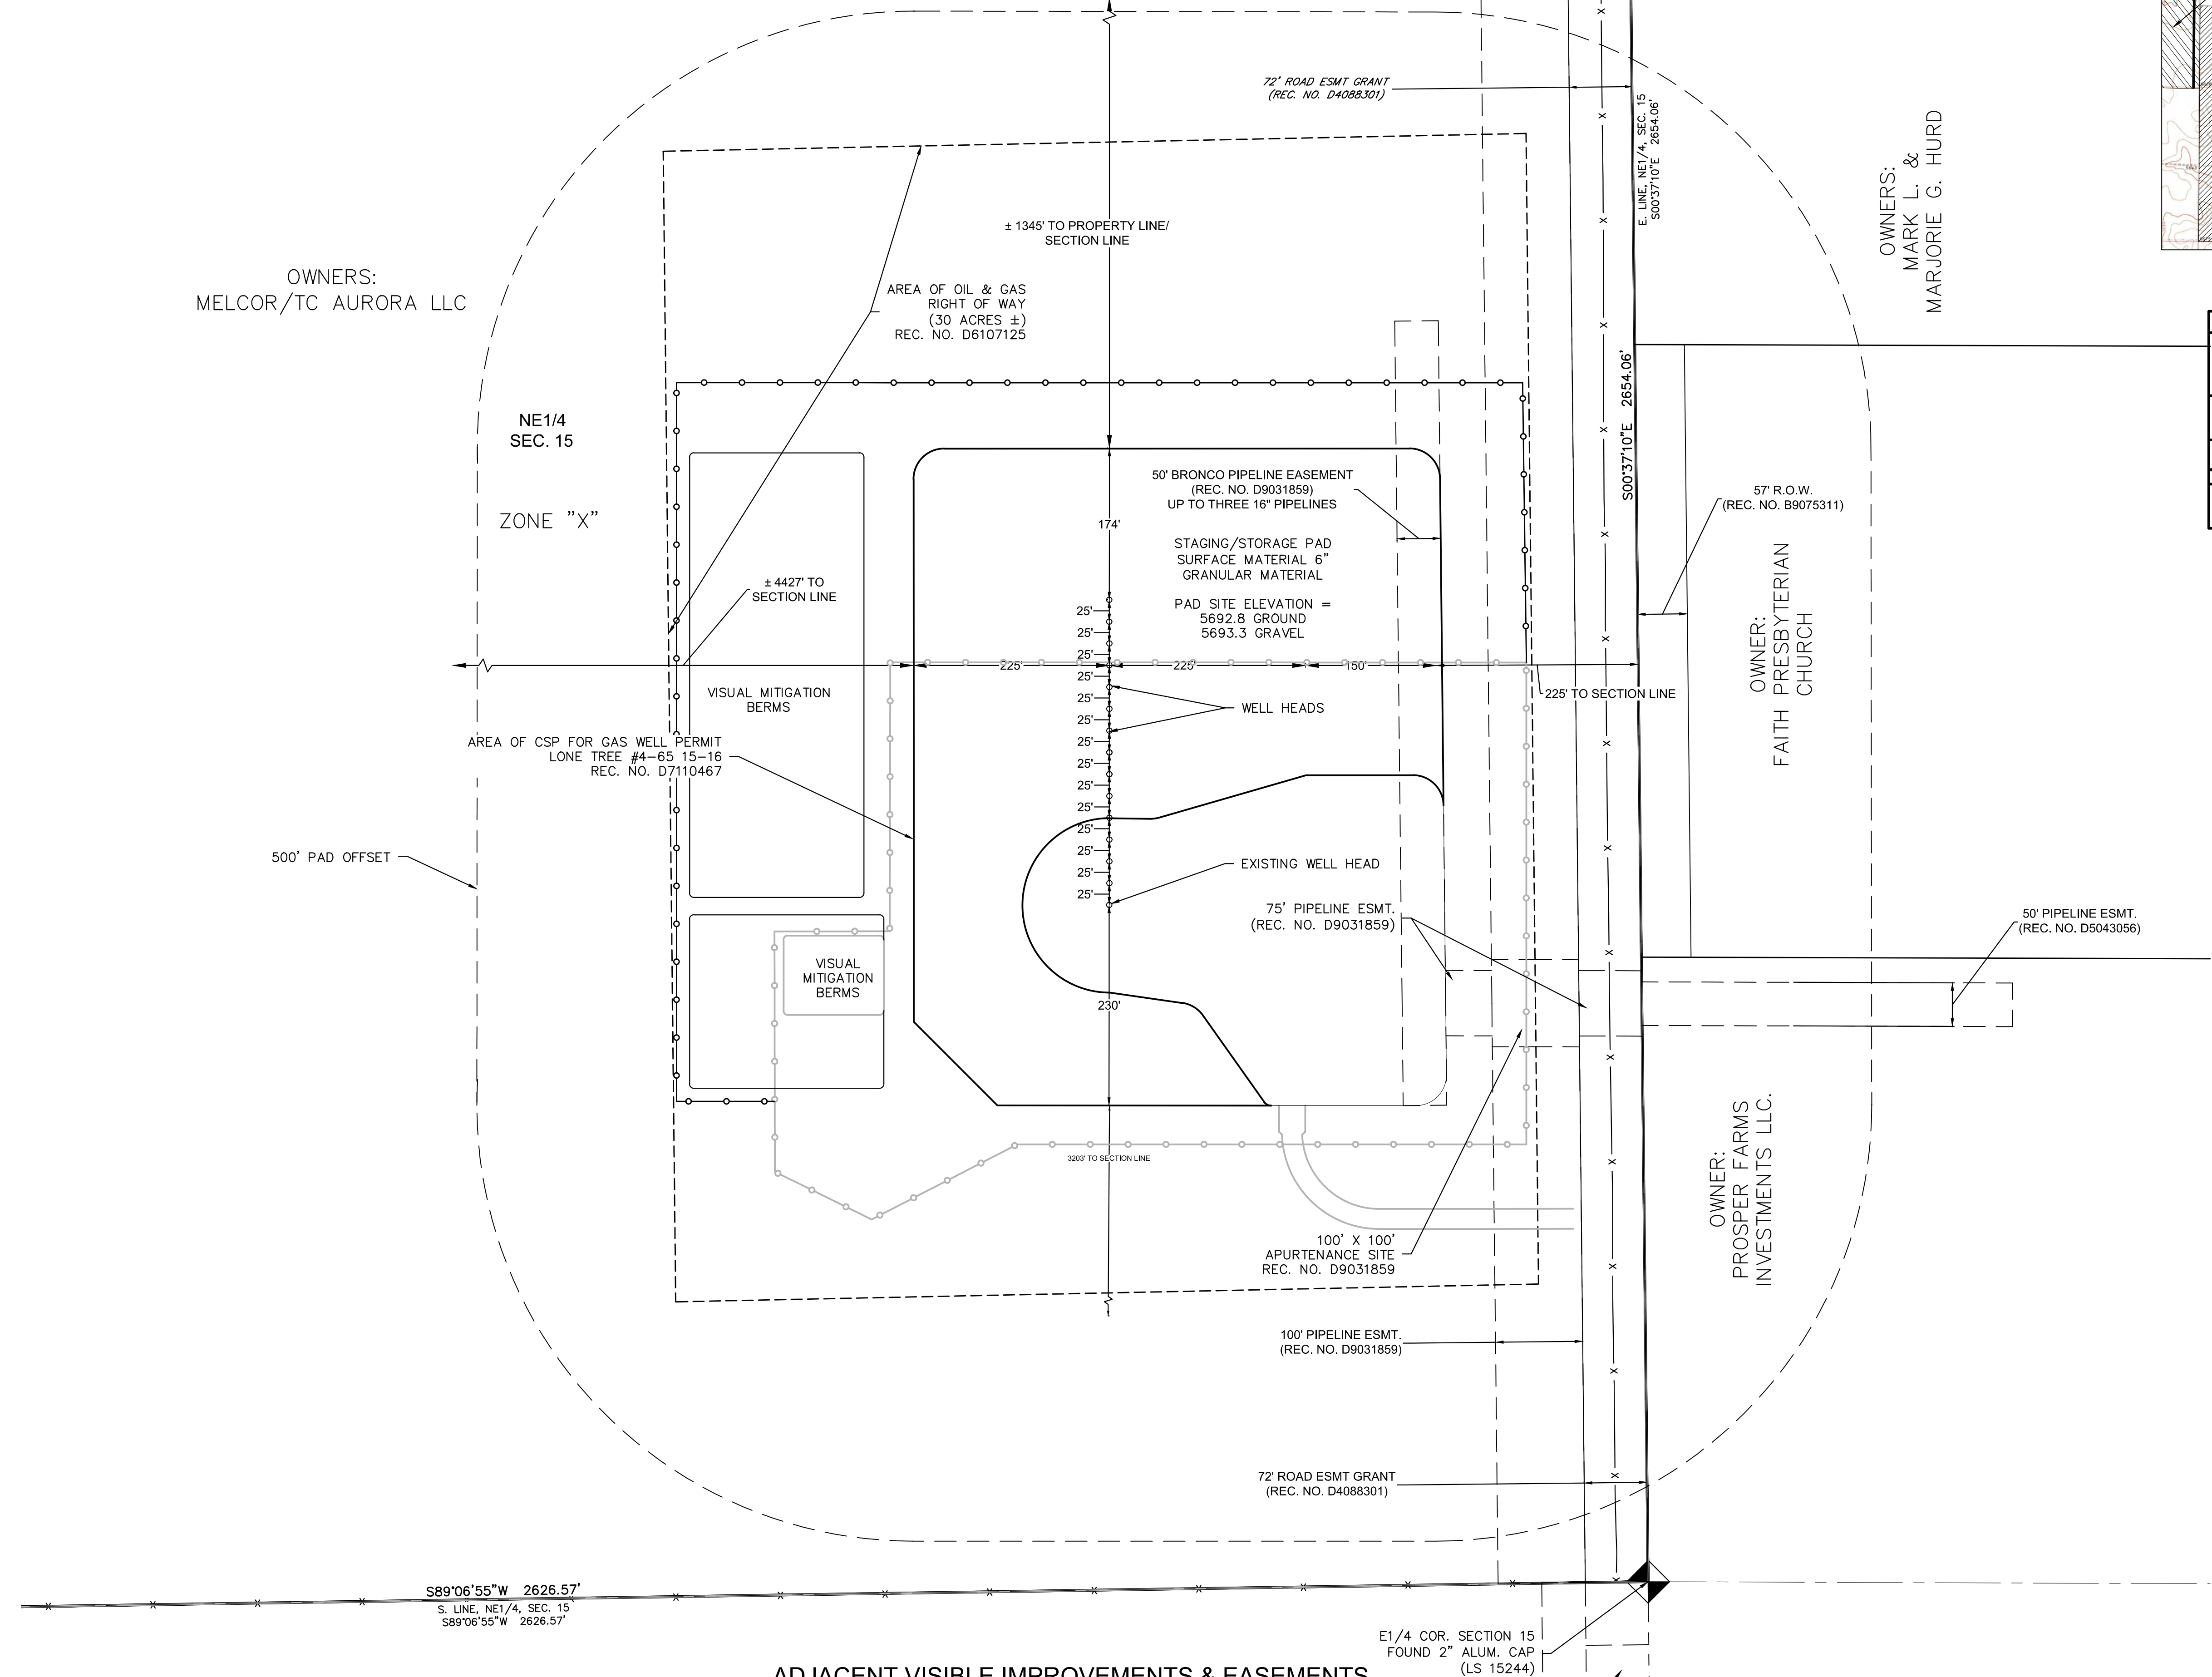 72' ROAD ESMT GRANT
(REC. NO. D4088301)
E. LINE, NE1/4, SEC. 15
S00°37'10"E 2654.06'
OWNERS:
MARK L. &
MARJORIE G. HURD
± 1345' TO PROPERTY LINE/
SECTION LINE
OWNERS:
MELCOR/TC AURORA LLC
AREA OF OIL & GAS
RIGHT OF WAY
(30 ACRES ±)
REC. NO. D6107125
S00°37'10"E 2654.06'
NE1/4
SEC. 15
ZONE "X"
50' BRONCO PIPELINE EASEMENT
(REC. NO. D9031859)
UP TO THREE 16" PIPELINES
57' R.O.W.
(REC. NO. B9075311)
174'
STAGING/STORAGE PAD
SURFACE MATERIAL 6"
GRANULAR MATERIAL
PAD SITE ELEVATION =
5692.8 GROUND
5693.3 GRAVEL
± 4427' TO
SECTION LINE
OWNER:
FAITH PRESBYTERIAN
CHURCH
25'
25'
25'
225'
225'
150'
25'
25'
25'
25'
25'
25'
25'
25'
25'
25'
25'
225' TO SECTION LINE
VISUAL MITIGATION
BERMS
WELL HEADS
AREA OF CSP FOR GAS WELL PERMIT
LONE TREE #4-65 15-16
REC. NO. D7110467
500' PAD OFFSET
EXISTING WELL HEAD
75' PIPELINE ESMT.
(REC. NO. D9031859)
50' PIPELINE ESMT.
(REC. NO. D5043056)
VISUAL
MITIGATION
BERMS
230'
3203' TO SECTION LINE
OWNER:
PROSPER FARMS
INVESTMENTS LLC.
100' X 100'
APURTENANCE SITE
REC. NO. D9031859
100' PIPELINE ESMT.
(REC. NO. D9031859)
72' ROAD ESMT GRANT
(REC. NO. D4088301)
S89°06'55"W 2626.57'
S. LINE, NE1/4, SEC. 15
S89°06'55"W 2626.57'
E1/4 COR. SECTION 15
FOUND 2" ALUM. CAP
(LS 15244)
ADJACENT VISIBLE IMPROVEMENTS & EASEMENTS